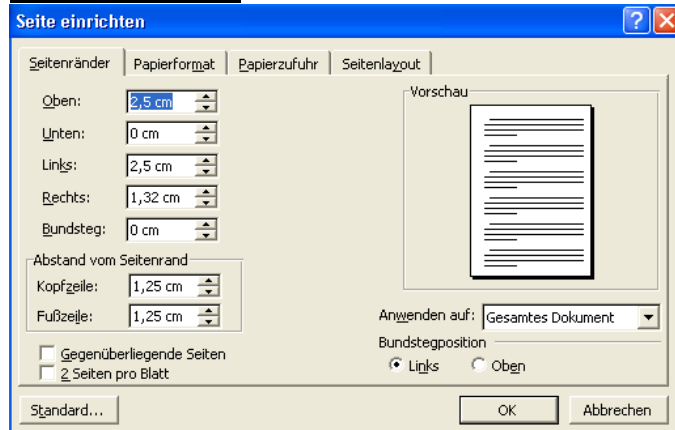 Seite einrichten
Seitenränder Papierformat Papierzufuhr Seitenlayout
Oben: 2,5 cm
Unten: 0 cm
Links: 2,5 cm
Rechts: 1,32 cm
Bundsteg: 0 cm
Abstand vom Seitenrand
Kopfzeile: 1,25 cm
Fußzeile: 1,25 cm
Gegenüberliegende Seiten
2 Seiten pro Blatt
Vorschau
Anwenden auf: Gesamtes Dokument
Bundstegposition
Links Oben
Standard... OK Abbrechen